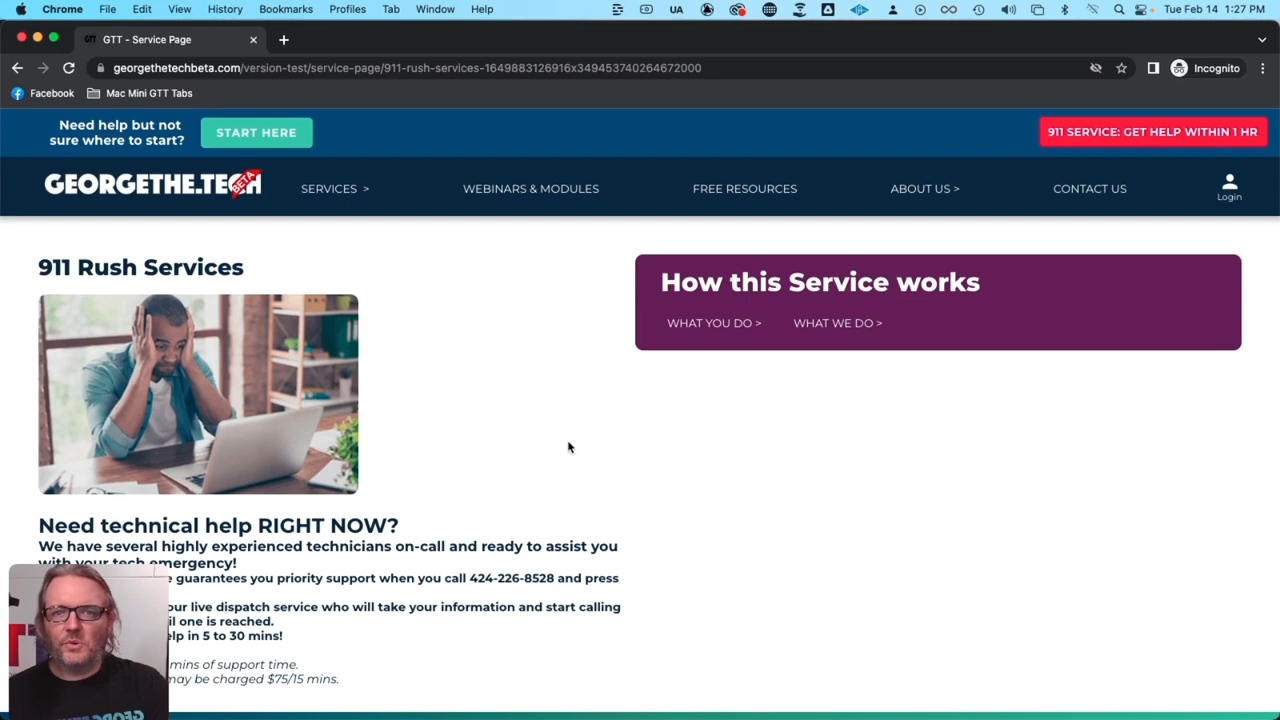 Chrome File Edit View History Bookmarks Profiles Tab Window Help UA Tue Feb 14 1:27 PM
GTT - Service Page
georgethetechbeta.com/version-test/service-page/911-rush-services-1649883126916x349453740264672000 Incognito
Facebook Mac Mini GTT Tabs
Need help but not
sure where to start?
START HERE
911 SERVICE: GET HELP WITHIN 1 HR
GEORGETHE.TECH BETA SERVICES > WEBINARS & MODULES FREE RESOURCES ABOUT US > CONTACT US Login
911 Rush Services
How this Service works
WHAT YOU DO > WHAT WE DO >
Need technical help RIGHT NOW?
We have several highly experienced technicians on-call and ready to assist you
with your tech emergency!
guarantees you priority support when you call 424-226-8528 and press
our live dispatch service who will take your information and start calling
one is reached.
in 5 to 30 mins!
mins of support time.
may be charged $75/15 mins.